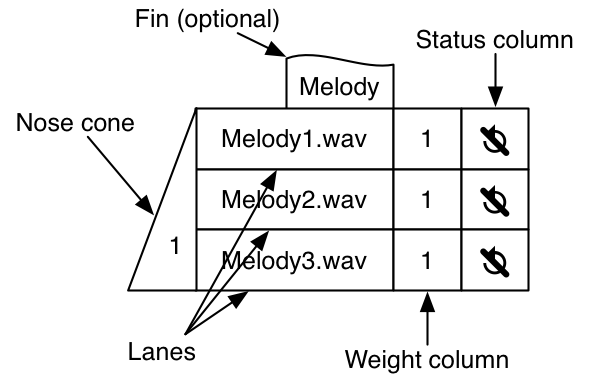 Fin (optional)
Status column
Melody
Nose cone
Melody1.wav 1
Melody2.wav 1
1 Melody3.wav 1
Lanes
Weight column